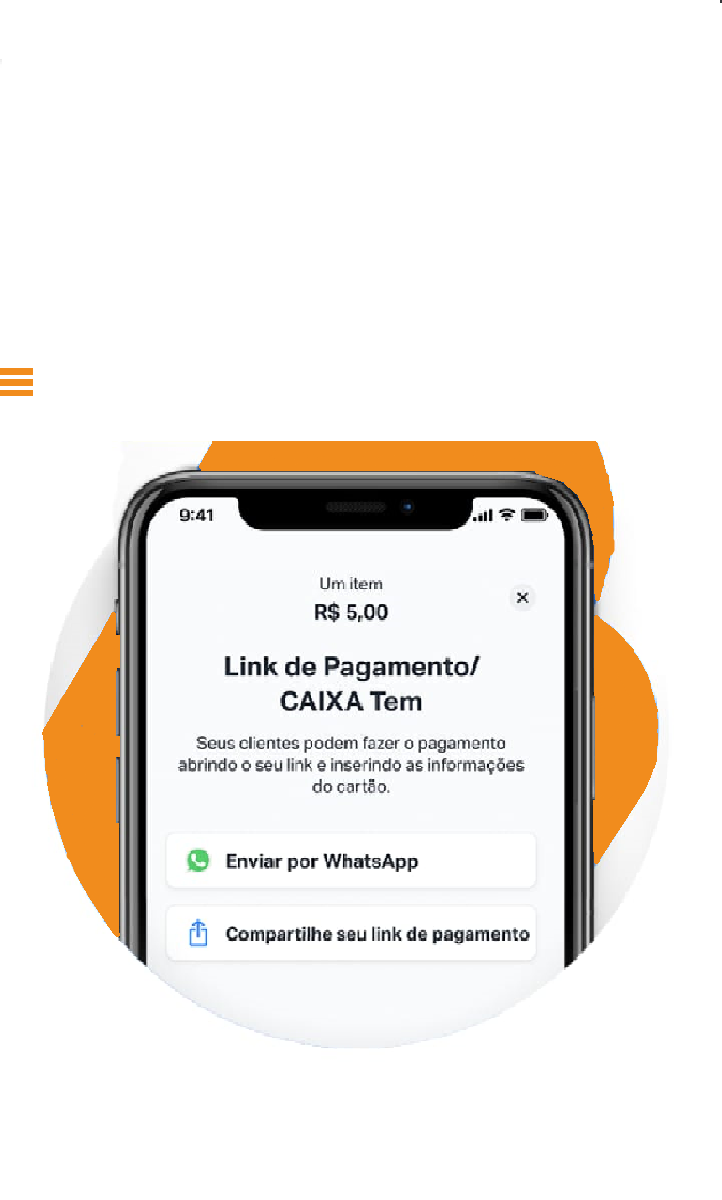 9:41
Um item
R$ 5,00
Link de Pagamento/
CAIXA Tem
Seus clientes podem fazer o pagamento
abrindo o seu link e inserindo as informações
do cartão.
Enviar por WhatsApp
Compartilhe seu link de pagamento